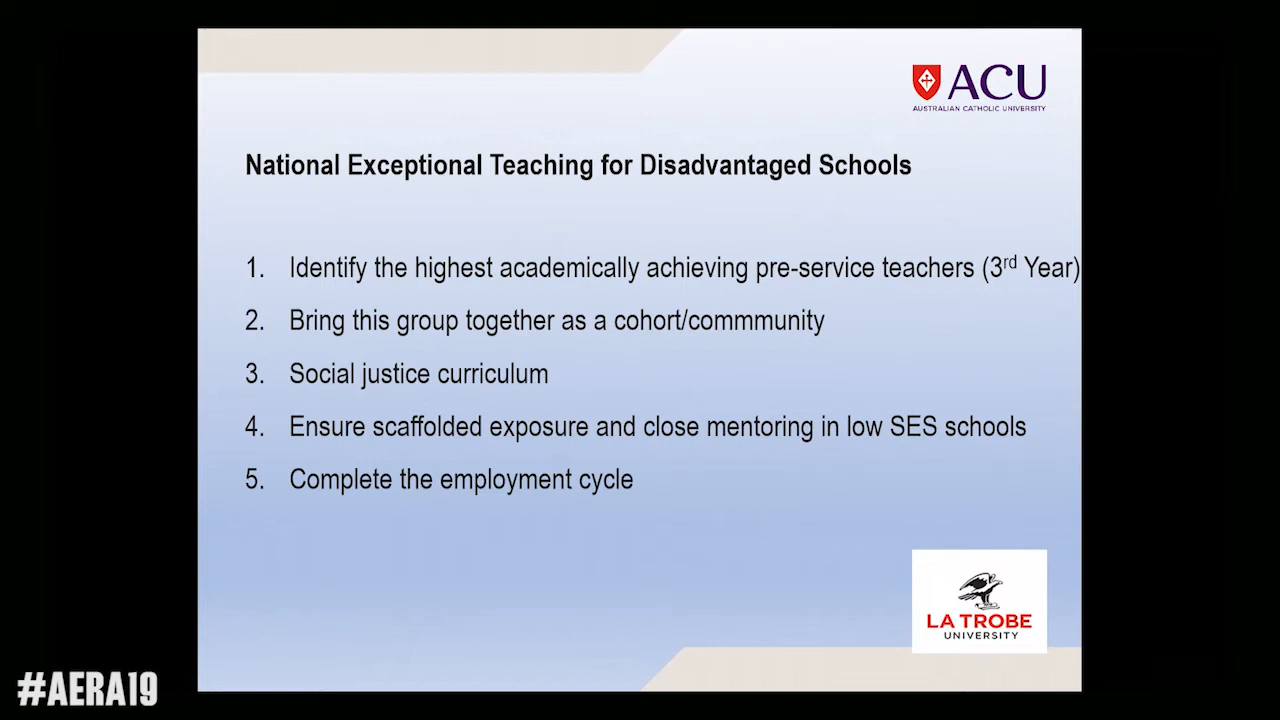 ACU
AUSTRALIAN CATHOLIC UNIVERSITY
National Exceptional Teaching for Disadvantaged Schools
1. Identify the highest academically achieving pre-service teachers (3rd Year)
2. Bring this group together as a cohort/commmunity
3. Social justice curriculum
4. Ensure scaffolded exposure and close mentoring in low SES schools
5. Complete the employment cycle
LA TROBE
UNIVERSITY
#AERA19